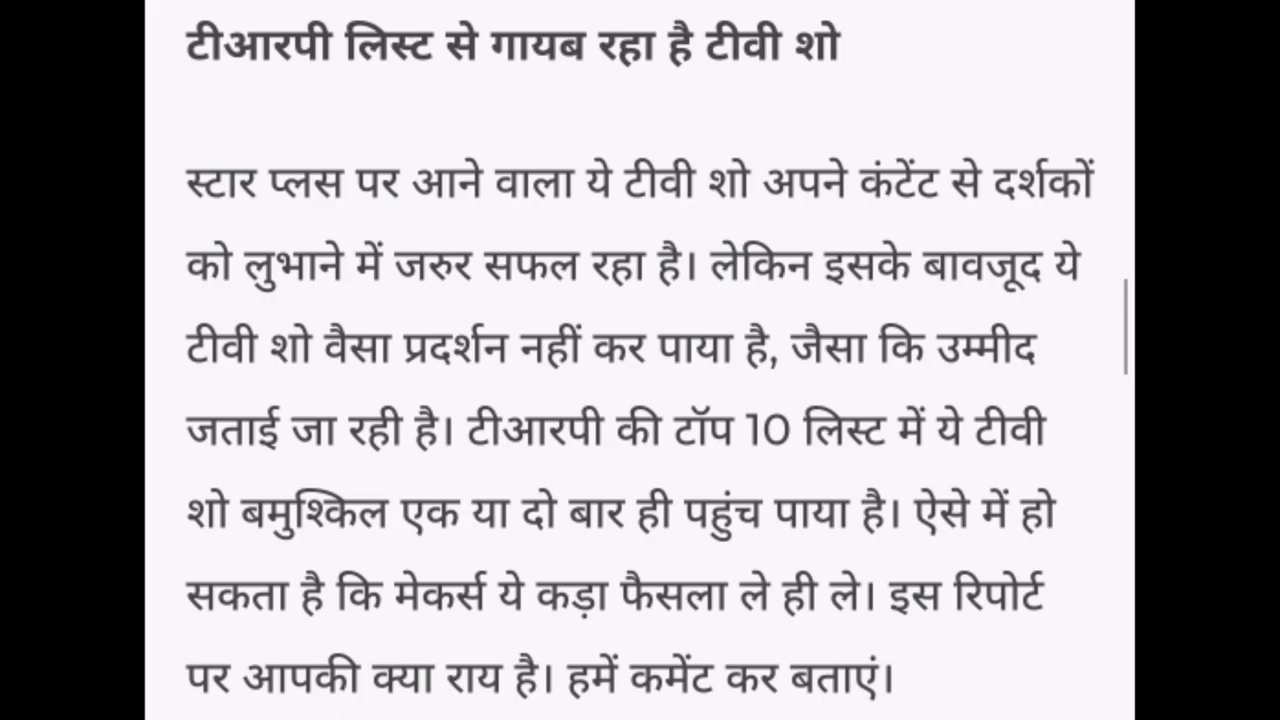 टीआरपी लिस्ट से गायब रहा है टीवी शो
स्टार प्लस पर आने वाला ये टीवी शो अपने कंटेंट से दर्शकों
को लुभाने में जरुर सफल रहा है। लेकिन इसके बावजूद ये
टीवी शो वैसा प्रदर्शन नहीं कर पाया है, जैसा कि उम्मीद
जताई जा रही है। टीआरपी की टॉप 10 लिस्ट में ये टीवी
शो बमुश्किल एक या दो बार ही पहुंच पाया है। ऐसे में हो
सकता है कि मेकर्स ये कड़ा फैसला ले ही ले। इस रिपोर्ट
पर आपकी क्या राय है। हमें कमेंट कर बताएं।